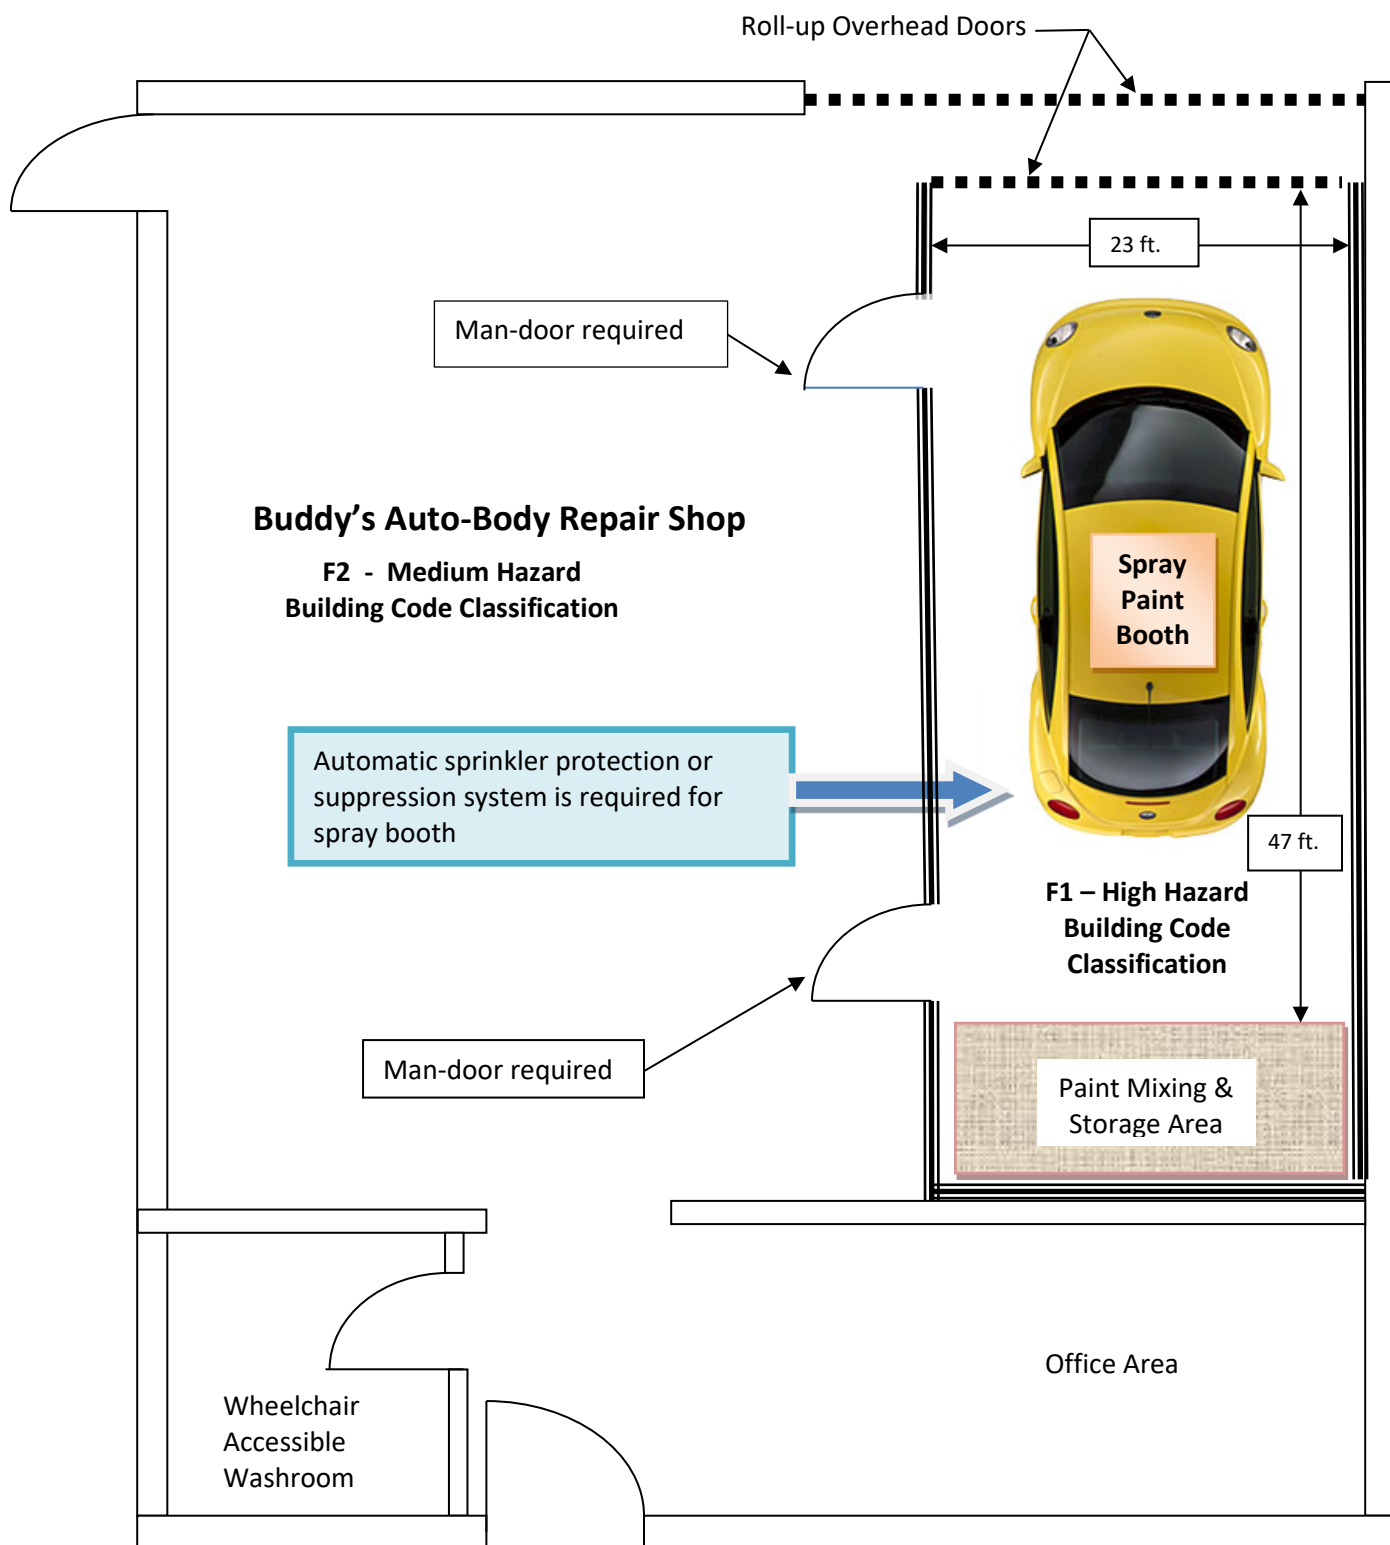 Roll-up Overhead Doors
23 ft.
Man-door required
Buddy’s Auto-Body Repair Shop
F2 - Medium Hazard
Building Code Classification
Spray
Paint
Booth
Automatic sprinkler protection or
suppression system is required for
spray booth
47 ft.
F1 – High Hazard
Building Code
Classification
Man-door required
Paint Mixing &
Storage Area
Office Area
Wheelchair
Accessible
Washroom